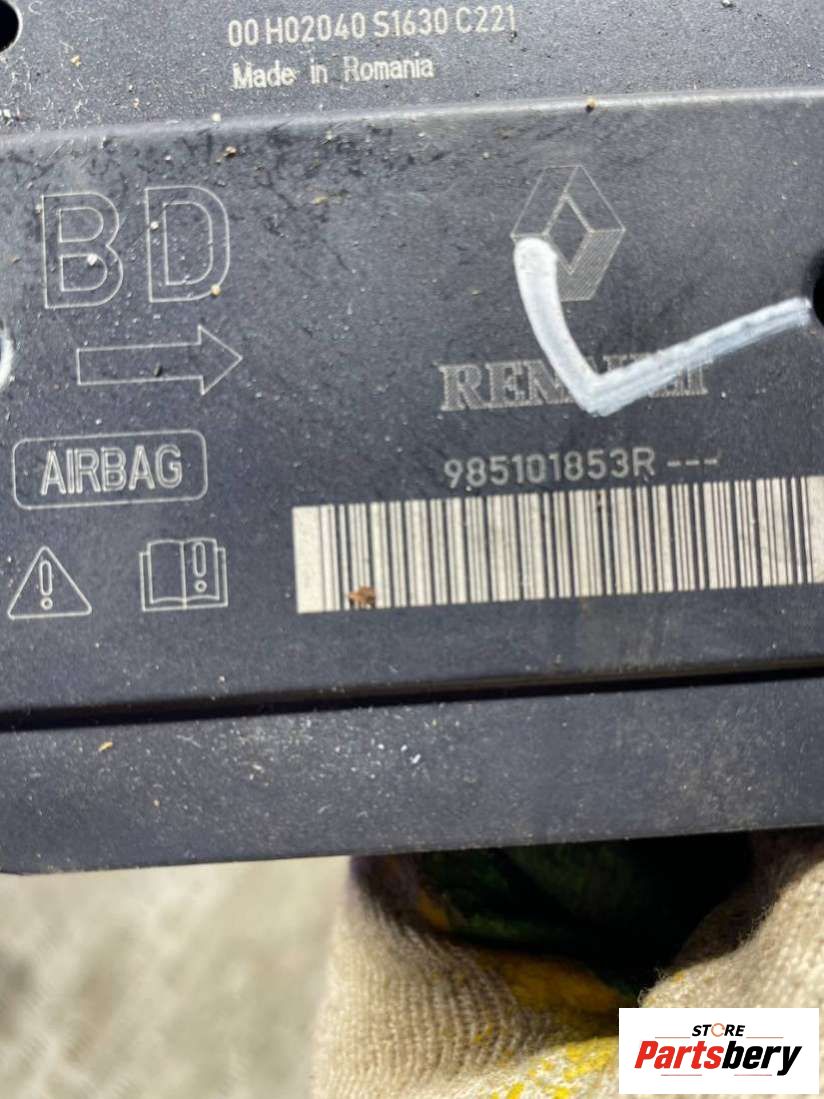 00 H02040 S1630 C221
Made in Romania
BD
RENAULT
AIRBAG
985101853R ---
STORE
Partsbery